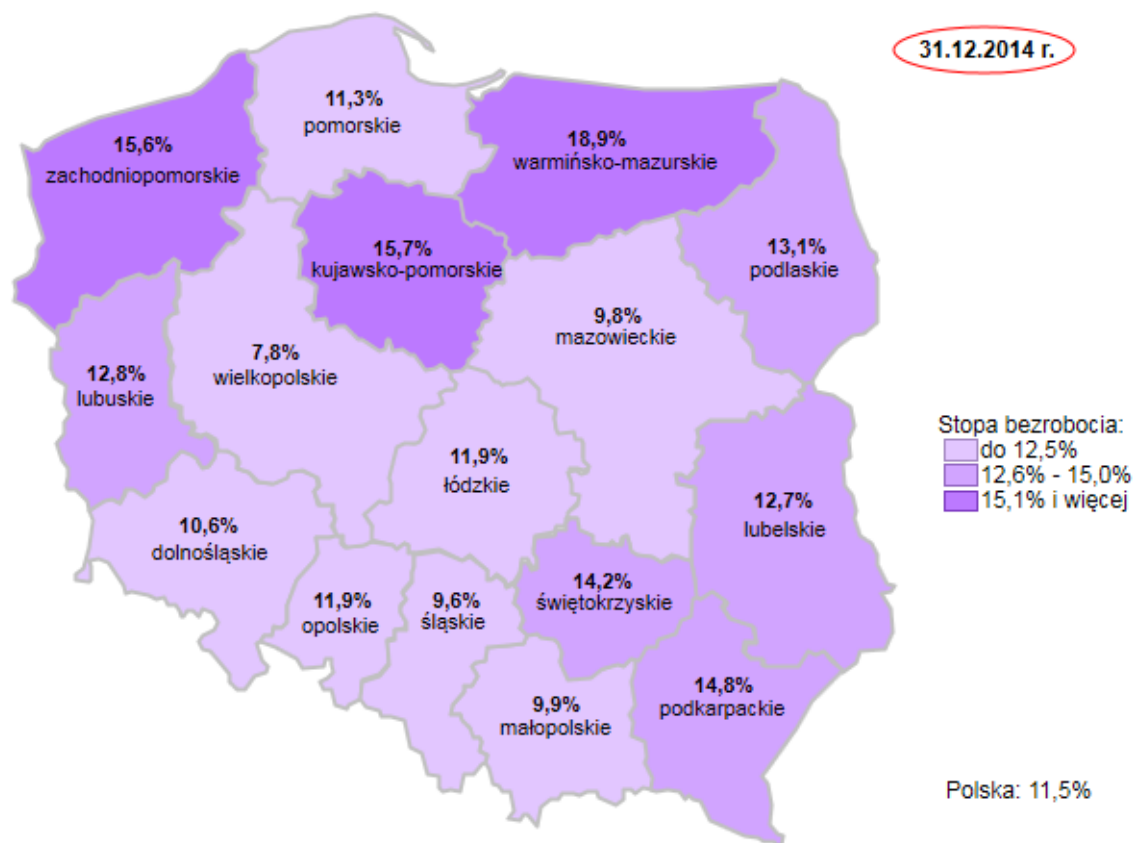 31.12.2014 r.
11,3%
pomorskie
15,6%
zachodniopomorskie
18,9%
warmińsko-mazurskie
15,7%
kujawsko-pomorskie
13,1%
podlaskie
9,8%
mazowieckie
7,8%
wielkopolskie
12,8%
lubuskie
11,9%
łódzkie
10,6%
dolnośląskie
12,7%
lubelskie
11,9%
opolskie
9,6%
śląskie
14,2%
świętokrzyskie
9,9%
małopolskie
14,8%
podkarpackie
Stopa bezrobocia:
do 12,5%
12,6% - 15,0%
15,1% i więcej
Polska: 11,5%